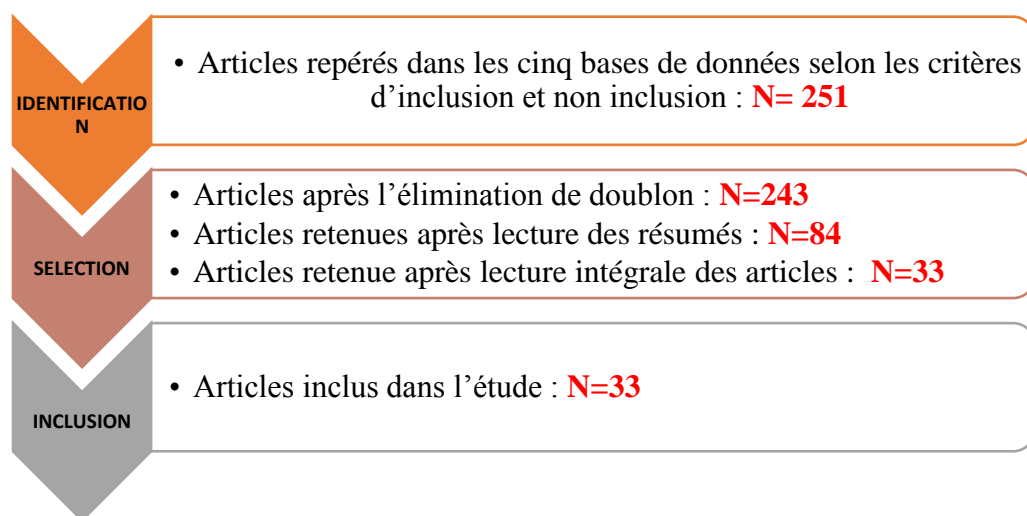 IDENTIFICATIO
N
• Articles repérés dans les cinq bases de données selon les critères
d’inclusion et non inclusion : N= 251
SELECTION
• Articles après l’élimination de doublon : N=243
• Articles retenues après lecture des résumés : N=84
• Articles retenue après lecture intégrale des articles : N=33
INCLUSION
• Articles inclus dans l’étude : N=33